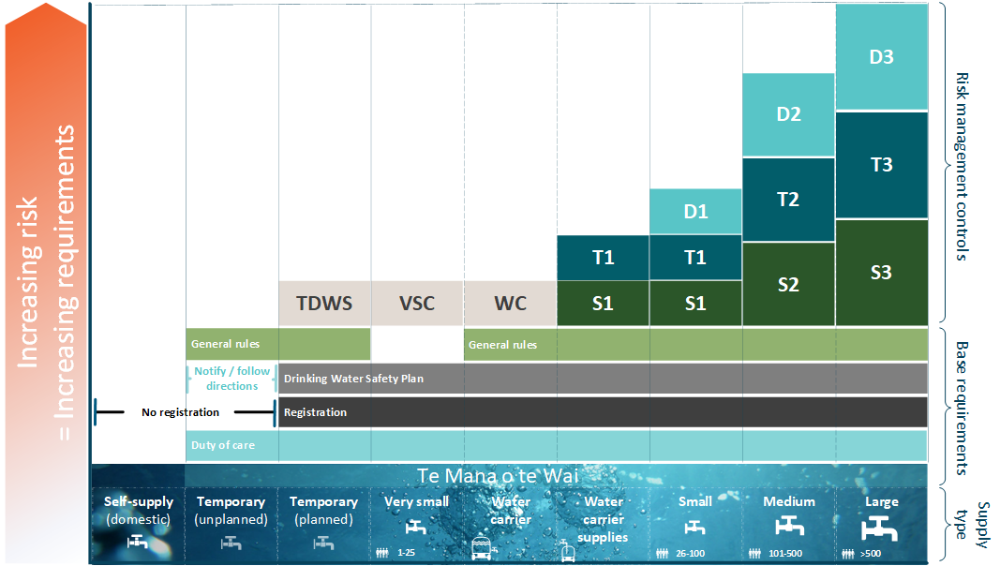 Increasing risk
= Increasing requirements
D3
D2
T3
T2
D1
T1
T1
S3
S2
TDWS
VSC
WC
S1
S1
Risk management controls
General rules
General rules
Notify / follow
directions
Drinking Water Safety Plan
No registration
Registration
Duty of care
Base requirements
Te Mana o te Wai
Self-supply
(domestic)
Temporary
(unplanned)
Temporary
(planned)
Very small
1-25
Water
carrier
Water
carrier
supplies
Small
26-100
Medium
101-500
Large
>500
Supply
type